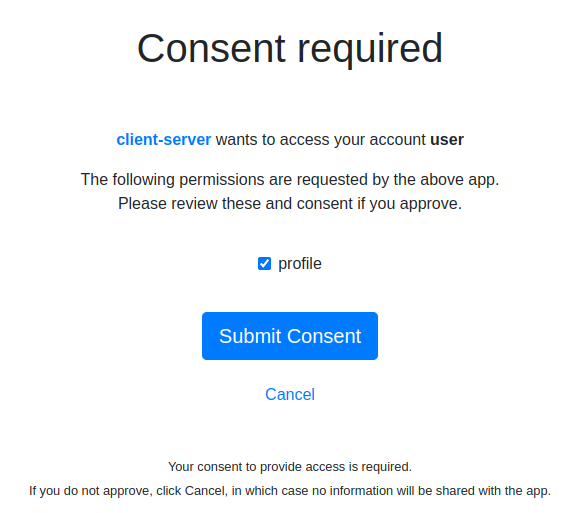 Consent required
client-server wants to access your account user
The following permissions are requested by the above app.
Please review these and consent if you approve.
profile
Submit Consent
Cancel
Your consent to provide access is required.
If you do not approve, click Cancel, in which case no information will be shared with the app.